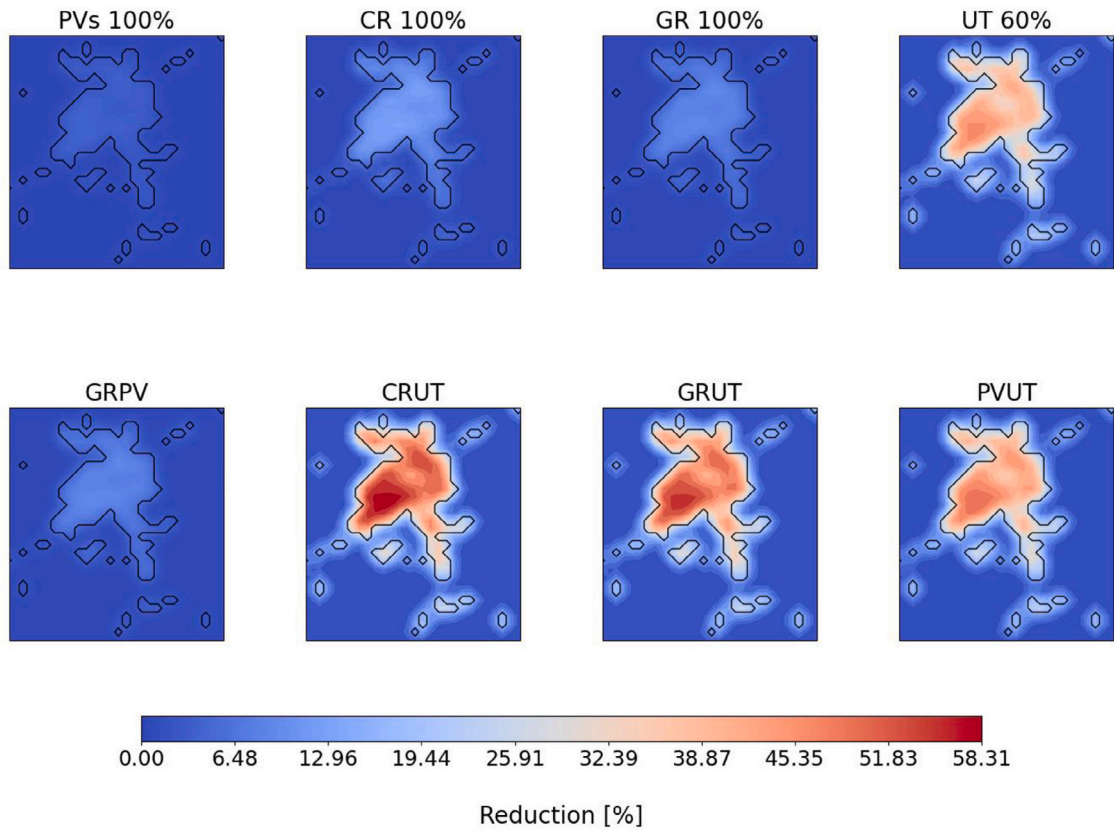 PVs 100% CR 100% GR 100% UT 60%
GRPV CRUT GRUT PVUT
0.00 6.48 12.96 19.44 25.91 32.39 38.87 45.35 51.83 58.31
Reduction [%]